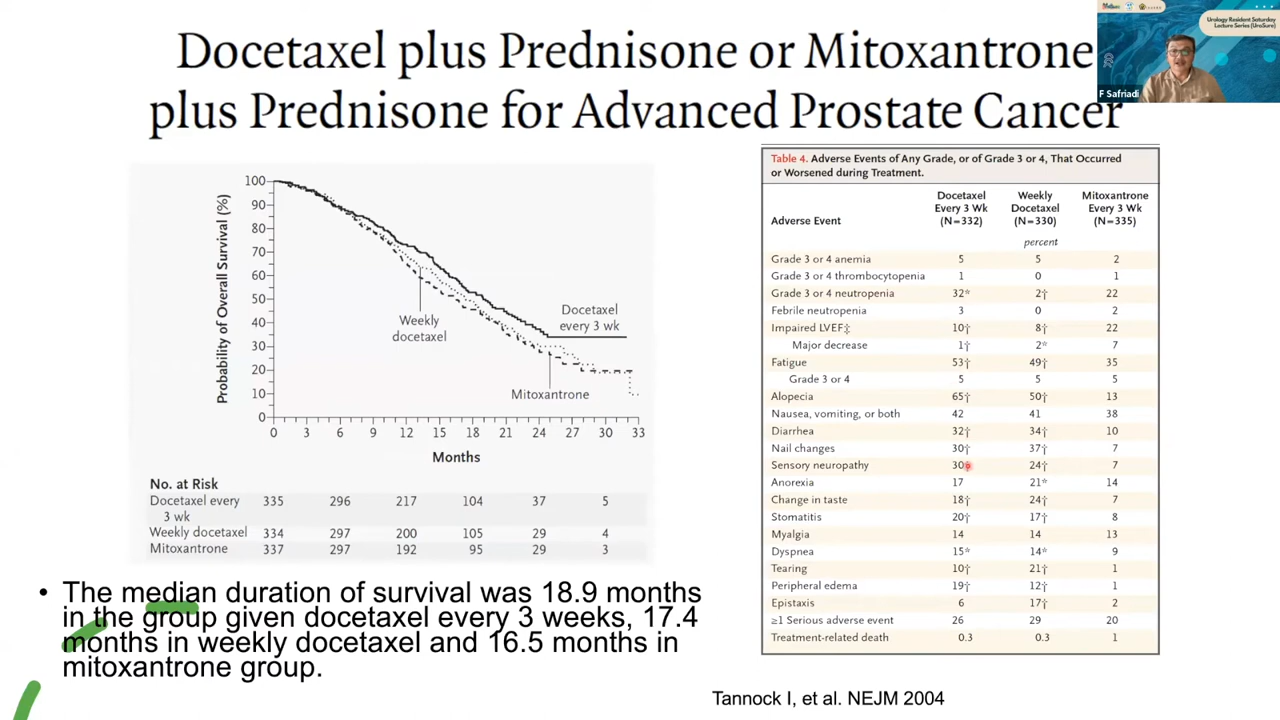 Docetaxel plus Prednisone or Mitoxantrone
plus Prednisone for Advanced Prostate Cancer
Urology Resident Saturday
Lecture Series (UroSure)
F Safriadi
Probability of Overall Survival (%)
100
90
80
70
60
50
40
30
20
10
0
Weekly
docetaxel
Docetaxel
every 3 wk
Mitoxantrone
0 3 6 9 12 15 18 21 24 27 30 33
Months
No. at Risk
Docetaxel every
3 wk 335 296 217 104 37 5
Weekly docetaxel 334 297 200 105 29 4
Mitoxantrone 337 297 192 95 29 3
Table 4. Adverse Events of Any Grade, or of Grade 3 or 4, That Occurred
or Worsened during Treatment.
Adverse Event
Docetaxel
Every 3 Wk
(N=332)
Weekly
Docetaxel
(N=330)
Mitoxantrone
Every 3 Wk
(N=335)
percent
Grade 3 or 4 anemia 5 5 2
Grade 3 or 4 thrombocytopenia 1 0 1
Grade 3 or 4 neutropenia 32* 2† 22
Febrile neutropenia 3 0 2
Impaired LVEF‡ 10† 8† 22
Major decrease 1† 2* 7
Fatigue 53† 49† 35
Grade 3 or 4 5 5 5
Alopecia 65† 50† 13
Nausea, vomiting, or both 42 41 38
Diarrhea 32† 34† 10
Nail changes 30† 37† 7
Sensory neuropathy 30† 24† 7
Anorexia 17 21* 14
Change in taste 18† 24† 7
Stomatitis 20† 17† 8
Myalgia 14 14 13
Dyspnea 15* 14* 9
Tearing 10† 21† 1
Peripheral edema 19† 12† 1
Epistaxis 6 17† 2
≥1 Serious adverse event 26 29 20
Treatment-related death 0.3 0.3 1
• The median duration of survival was 18.9 months
in the group given docetaxel every 3 weeks, 17.4
months in weekly docetaxel and 16.5 months in
mitoxantrone group.
Tannock I, et al. NEJM 2004